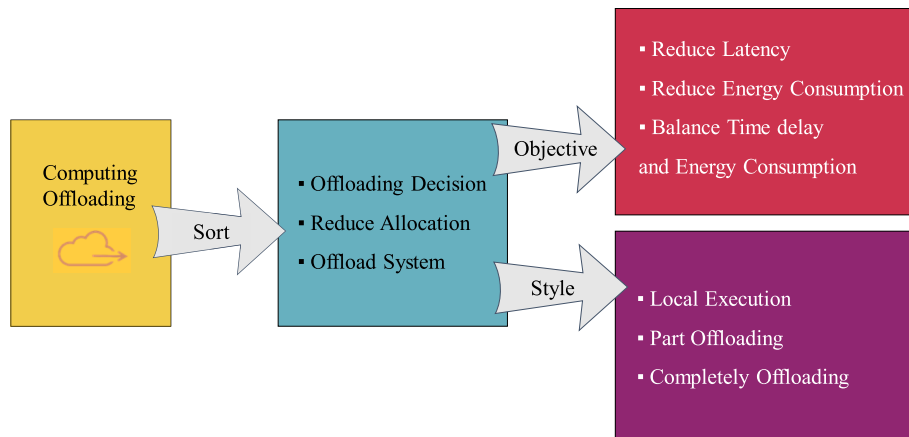 Computing
Offloading
Sort
▪ Offloading Decision
▪ Reduce Allocation
▪ Offload System
Objective
▪ Reduce Latency
▪ Reduce Energy Consumption
▪ Balance Time delay
and Energy Consumption
Style
▪ Local Execution
▪ Part Offloading
▪ Completely Offloading